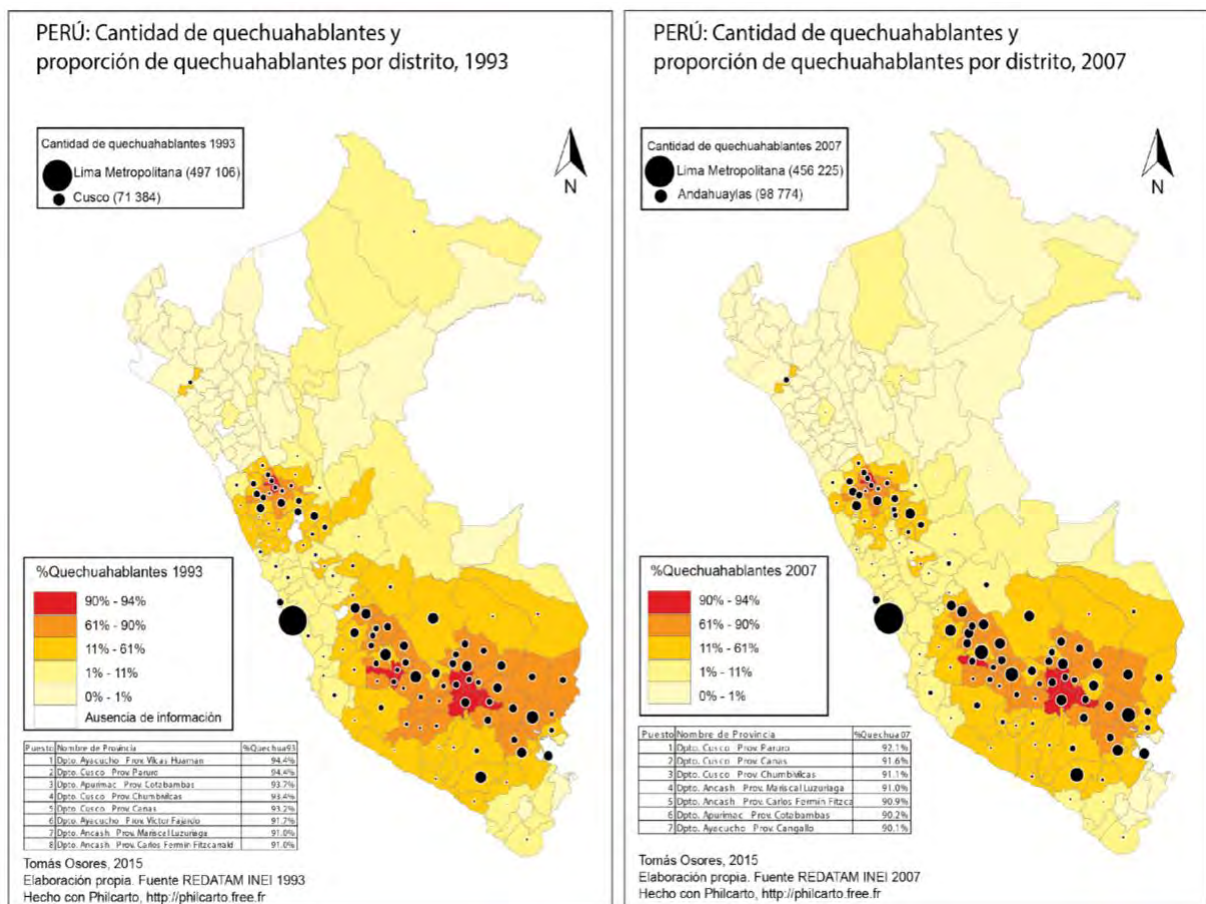 PERÚ: Cantidad de quechuahablantes y
proporción de quechuahablantes por distrito, 1993
Cantidad de quechuahablantes 1993
Lima Metropolitana (497 106)
Cusco (71 384)
N
%Quechuahablantes 1993
90% - 94%
61% - 90%
11% - 61%
1% - 11%
0% - 1%
Ausencia de información
Puesto Nombre de Provincia %Quechua93
1 Dpto. Ayacucho Prov. Vilcas Huaman 94.4%
2 Dpto. Cusco Prov. Paruro 94.4%
3 Dpto. Apurimac Prov. Cotabambas 93.7%
4 Dpto. Cusco Prov. Chumbivilcas 93.4%
5 Dpto. Cusco Prov. Canas 93.2%
6 Dpto. Ayacucho Prov. Victor Fajardo 91.7%
7 Dpto. Ancash Prov. Mariscal Luzuriaga 91.0%
8 Dpto. Ancash Prov. Carlos Fermin Fitzcarrald 91.0%
Tomás Osores, 2015
Elaboración propia. Fuente REDATAM INEI 1993
Hecho con Philcarto, http://philcarto.free.fr
PERÚ: Cantidad de quechuahablantes y
proporción de quechuahablantes por distrito, 2007
Cantidad de quechuahablantes 2007
Lima Metropolitana (456 225)
Andahuaylas (98 774)
N
%Quechuahablantes 2007
90% - 94%
61% - 90%
11% - 61%
1% - 11%
0% - 1%
Puesto Nombre de Provincia %Quechua07
1 Dpto. Cusco Prov. Paruro 92.1%
2 Dpto. Cusco Prov. Canas 91.6%
3 Dpto. Cusco Prov. Chumbivilcas 91.1%
4 Dpto. Ancash Prov. Mariscal Luzuriaga 91.0%
5 Dpto. Ancash Prov. Carlos Fermin Fitzca 90.9%
6 Dpto. Apurimac Prov. Cotabambas 90.2%
7 Dpto. Ayacucho Prov. Cangallo 90.1%
Tomás Osores, 2015
Elaboración propia. Fuente REDATAM INEI 2007
Hecho con Philcarto, http://philcarto.free.fr